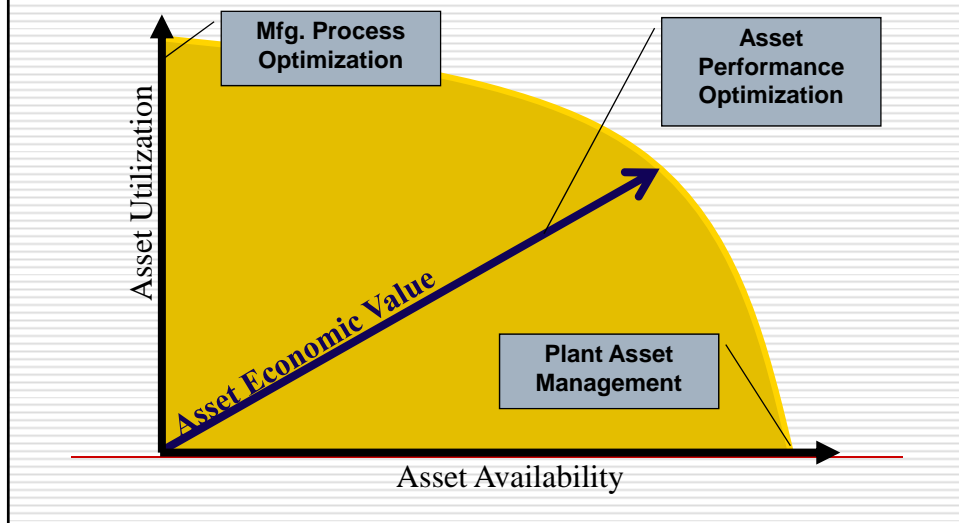 Mfg. Process
Optimization
Asset
Performance
Optimization
Asset Utilization
Asset Economic Value
Plant Asset
Management
Asset Availability